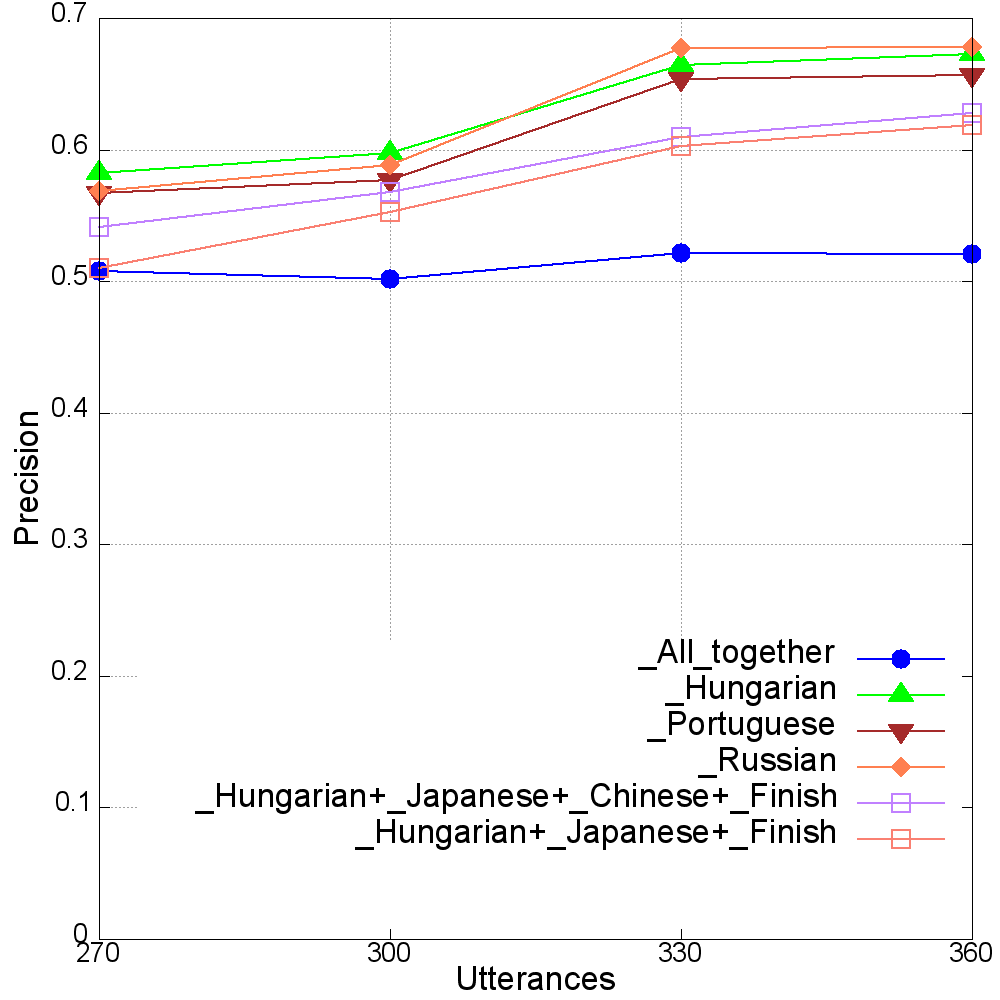 0.7
0.6
0.5
0.4
0.3
0.2
0.1
0
Precision
270 300 330 360
Utterances
_All_together
_Hungarian
_Portuguese
_Russian
_Hungarian+_Japanese+_Chinese+_Finish
_Hungarian+_Japanese+_Finish